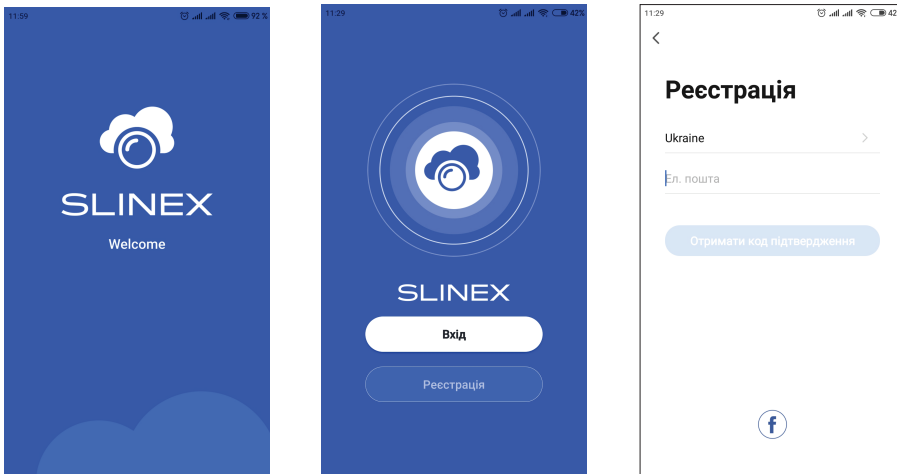 11:59
92 %
SLINEX
Welcome
11:29
42%
SLINEX
Вхід
Реєстрація
11:29
42
Реєстрація
Ukraine
Ел. пошта
Отримати код підтвердження